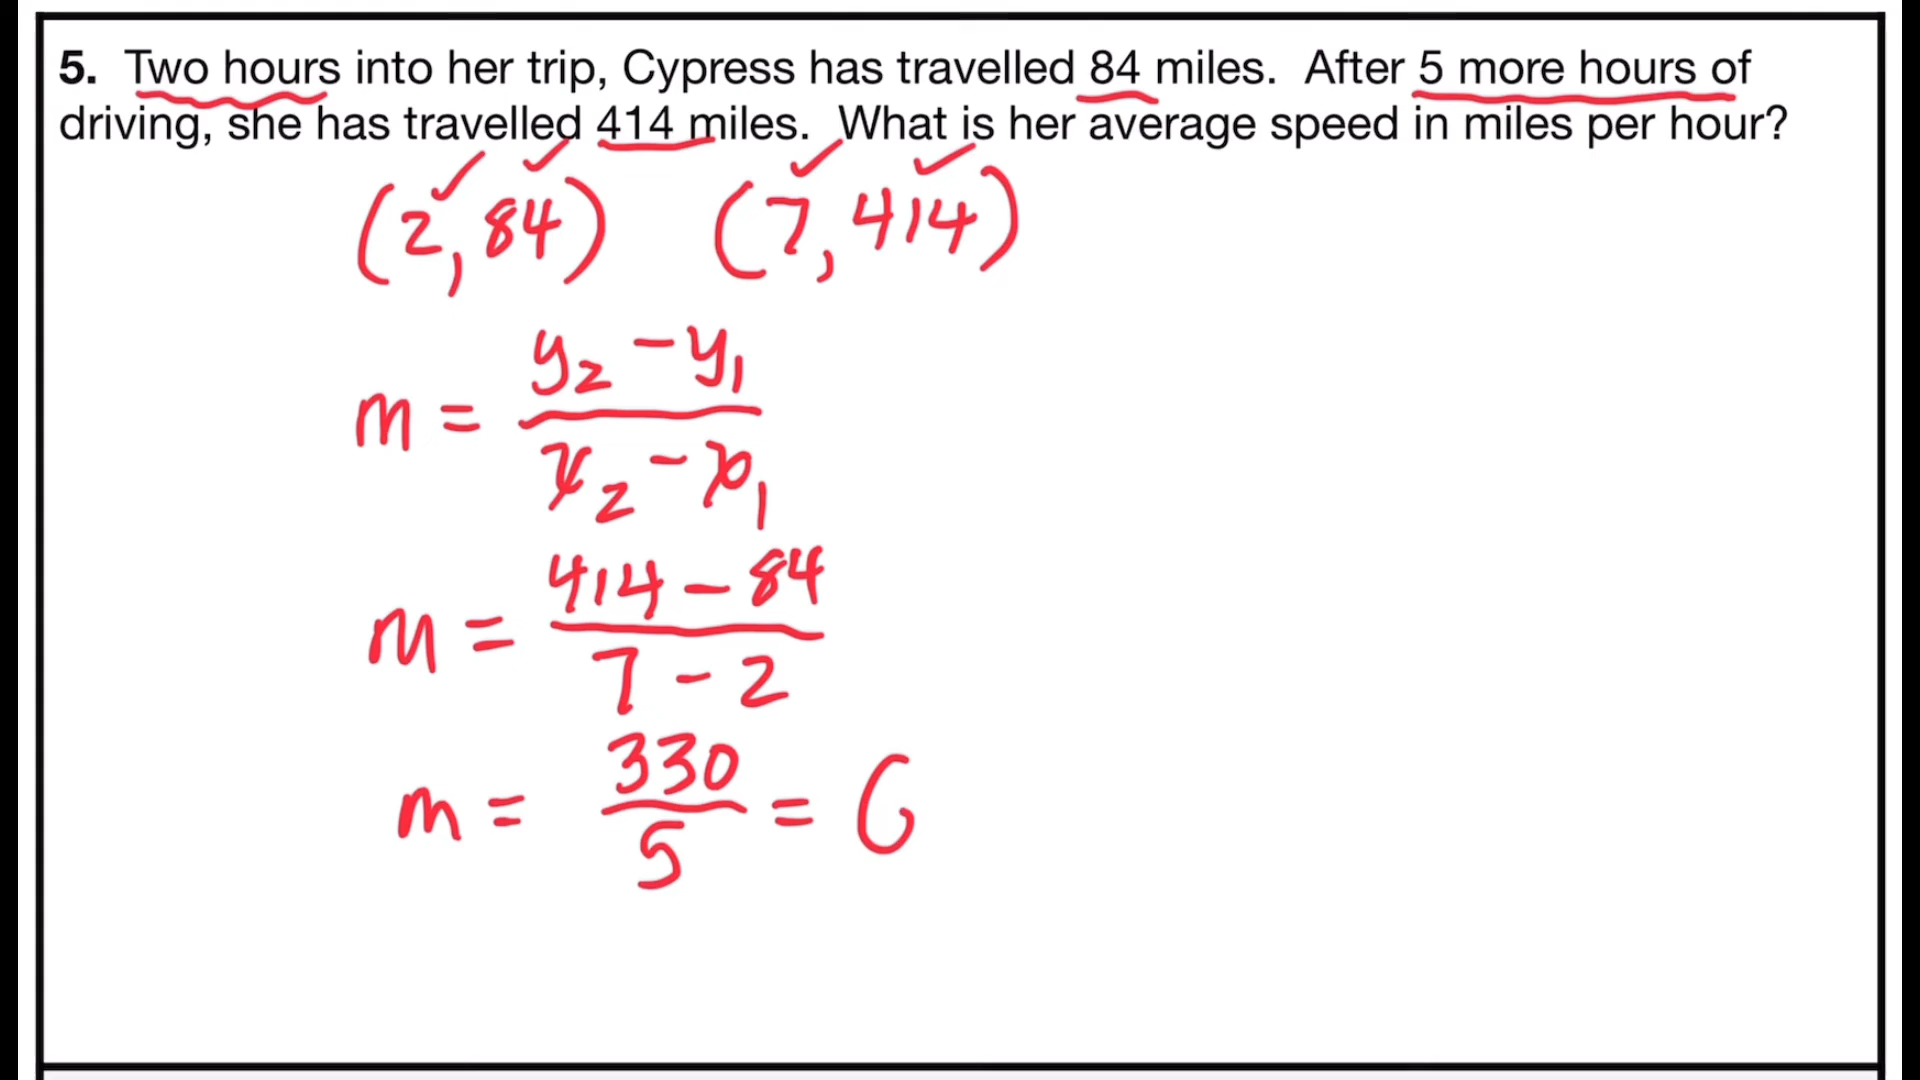 5. Two hours into her trip, Cypress has travelled 84 miles. After 5 more hours of
driving, she has travelled 414 miles. What is her average speed in miles per hour?
(2, 84) (7, 414)
m = y₂ - y₁ / x₂ - x₁
m = 414 - 84 / 7 - 2
m = 330 / 5 = 6